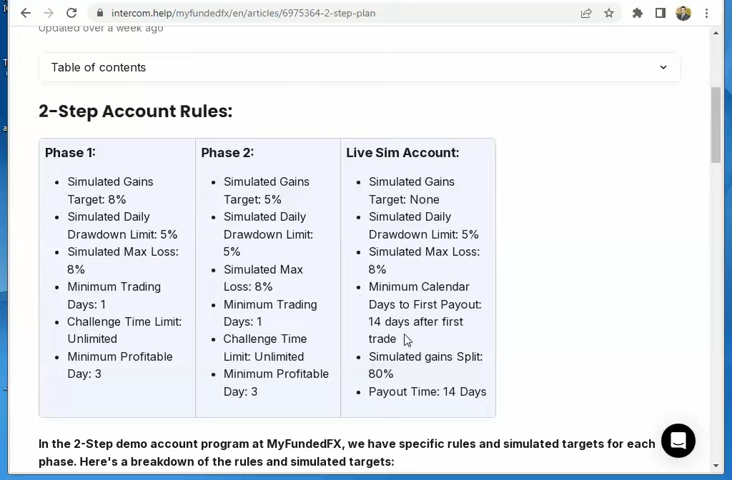 intercom.help/myfundedfx/en/articles/6975364-2-step-plan
Updated over a week ago
Table of contents
2-Step Account Rules:
Phase 1:
• Simulated Gains
Target: 8%
• Simulated Daily
Drawdown Limit: 5%
• Simulated Max Loss:
8%
• Minimum Trading
Days: 1
• Challenge Time Limit:
Unlimited
• Minimum Profitable
Day: 3
Phase 2:
• Simulated Gains
Target: 5%
• Simulated Daily
Drawdown Limit:
5%
• Simulated Max
Loss: 8%
• Minimum Trading
Days: 1
• Challenge Time
Limit: Unlimited
• Minimum Profitable
Day: 3
Live Sim Account:
• Simulated Gains
Target: None
• Simulated Daily
Drawdown Limit: 5%
• Simulated Max Loss:
8%
• Minimum Calendar
Days to First Payout:
14 days after first
trade
• Simulated gains Split:
80%
• Payout Time: 14 Days
In the 2-Step demo account program at MyFundedFX, we have specific rules and simulated targets for each
phase. Here's a breakdown of the rules and simulated targets: